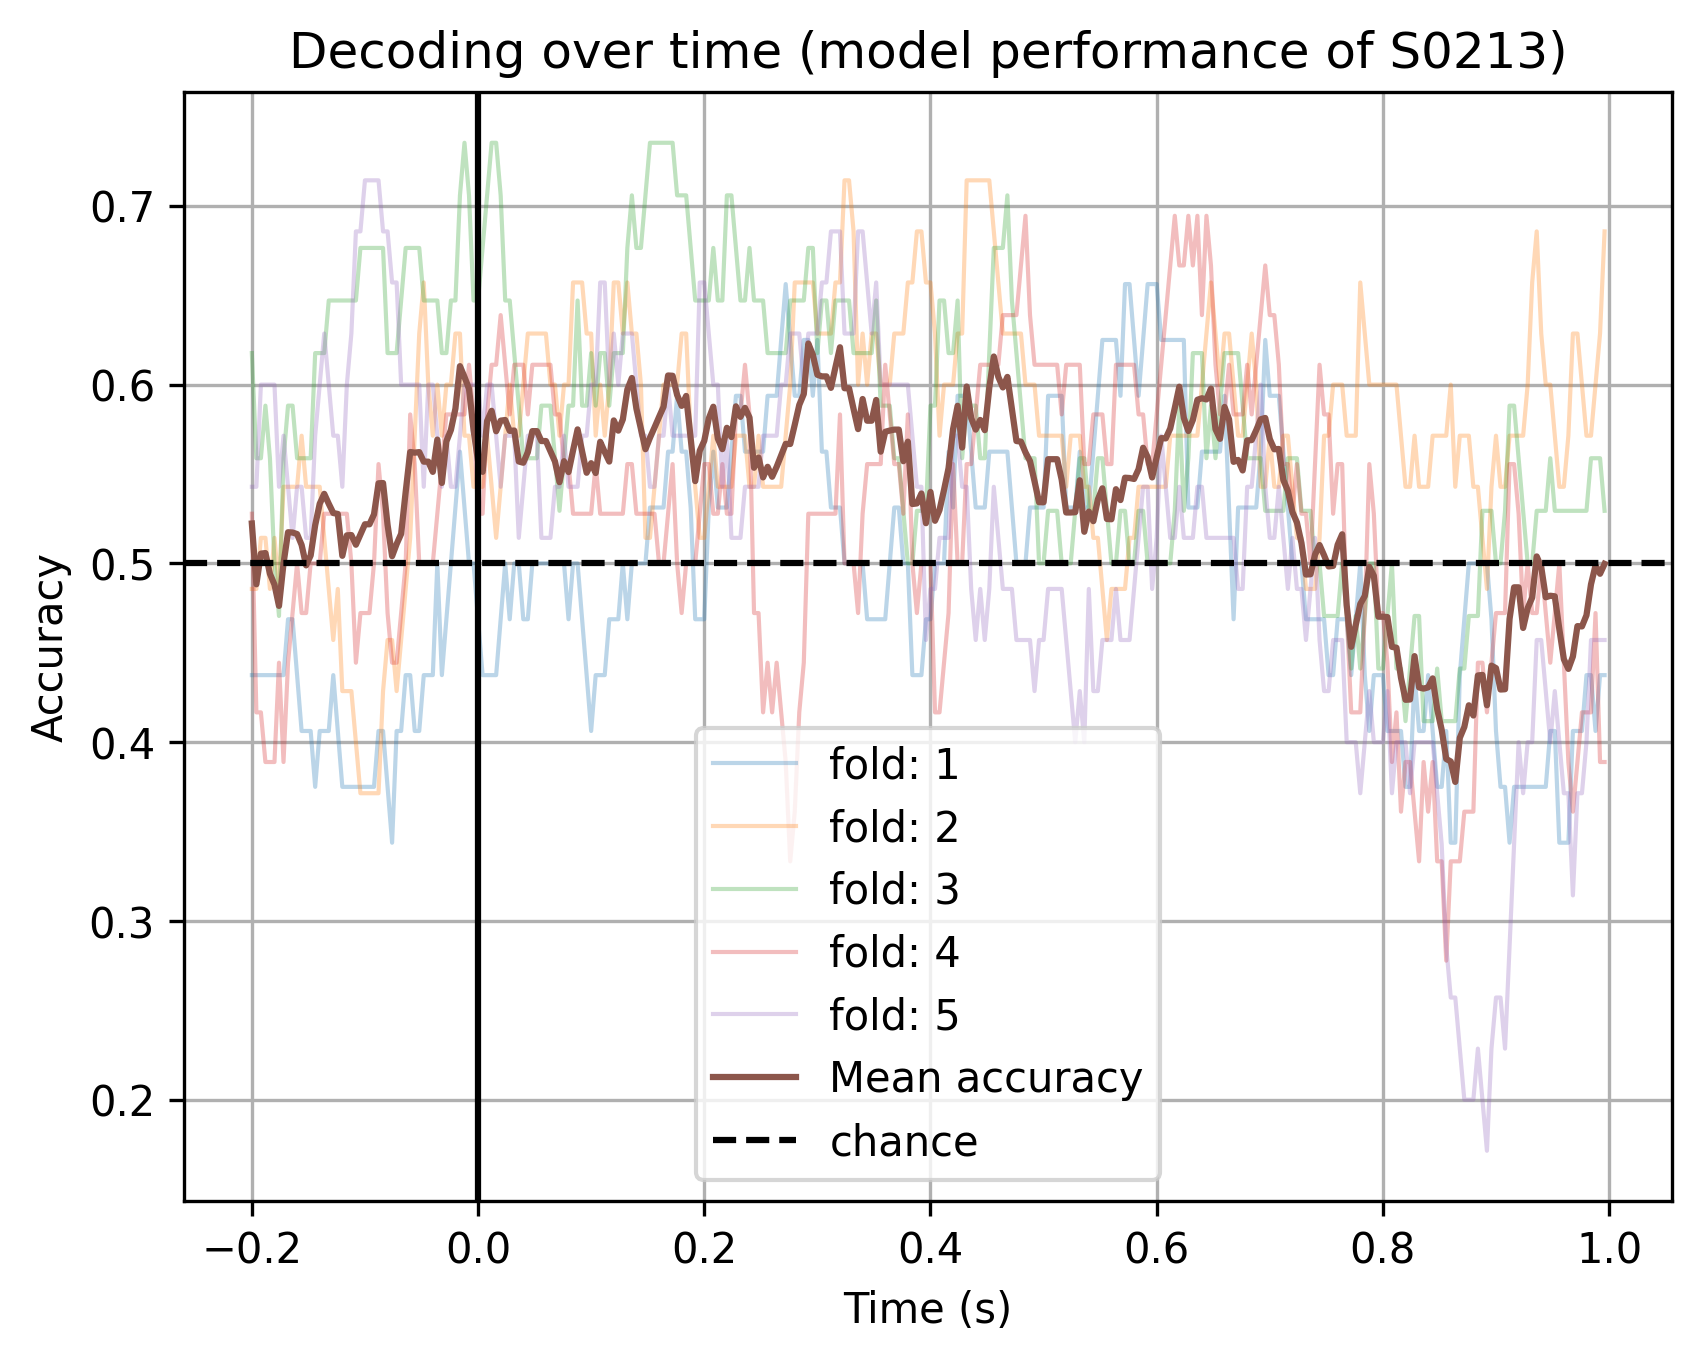 Decoding over time (model performance of S0213)
Accuracy
0.7
0.6
0.5
0.4
0.3
0.2
fold: 1
fold: 2
fold: 3
fold: 4
fold: 5
Mean accuracy
chance
−0.2 0.0 0.2 0.4 0.6 0.8 1.0
Time (s)